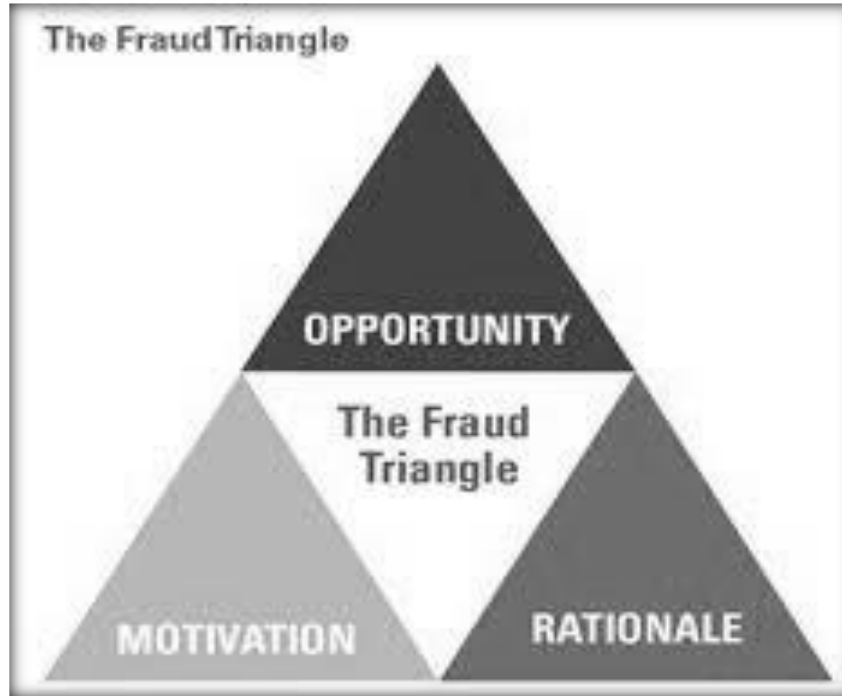 The Fraud Triangle
OPPORTUNITY
The Fraud
Triangle
MOTIVATION
RATIONALE